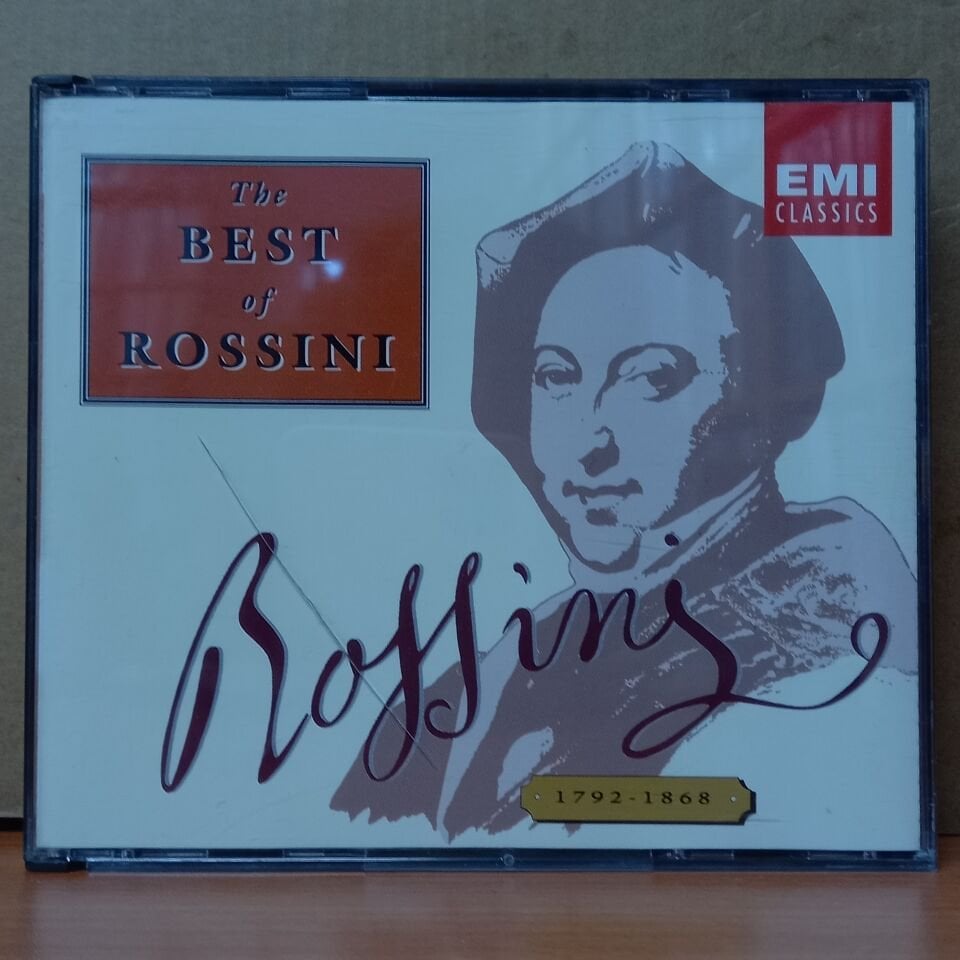 The
BEST
of
ROSSINI
EMI
CLASSICS
Rossini
1792-1868